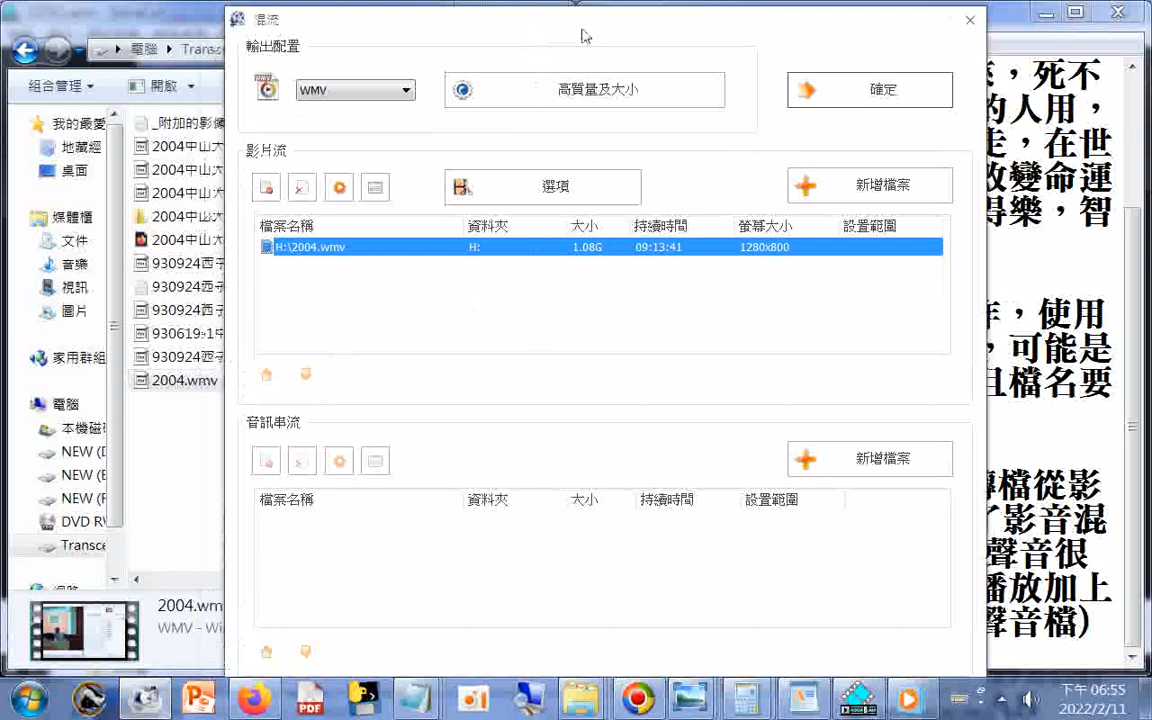 混流
輸出配置
WMV
高質量及大小
確定
影片流
選項
新增檔案
檔案名稱 資料夾 大小 持續時間 螢幕大小 設置範圍
H:\2004.wmv H: 1.08G 09:13:41 1280x800
音訊串流
新增檔案
檔案名稱 資料夾 大小 持續時間 設置範圍
電腦 Transc
組合管理 開啟
我的最愛
地藏經
桌面
媒體櫃
文件
音樂
視訊
圖片
家用群組
電腦
本機磁
NEW (D
NEW (E
NEW (F
DVD RV
Transce
_附加的影像
2004中山大
2004中山大
2004中山大
2004中山大
2004中山大
930924西子
930924西子
930924西子
930619-1中
930924西子
2004.wmv
2004.wm
WMV - Wi
，死不
的人用，
走，在世
改變命運
得樂，智
，使用
，可能是
且檔名要
檔從影
了影音混
聲音很
播放加上
聲音檔)
PDF
下午 06:55
2022/2/11